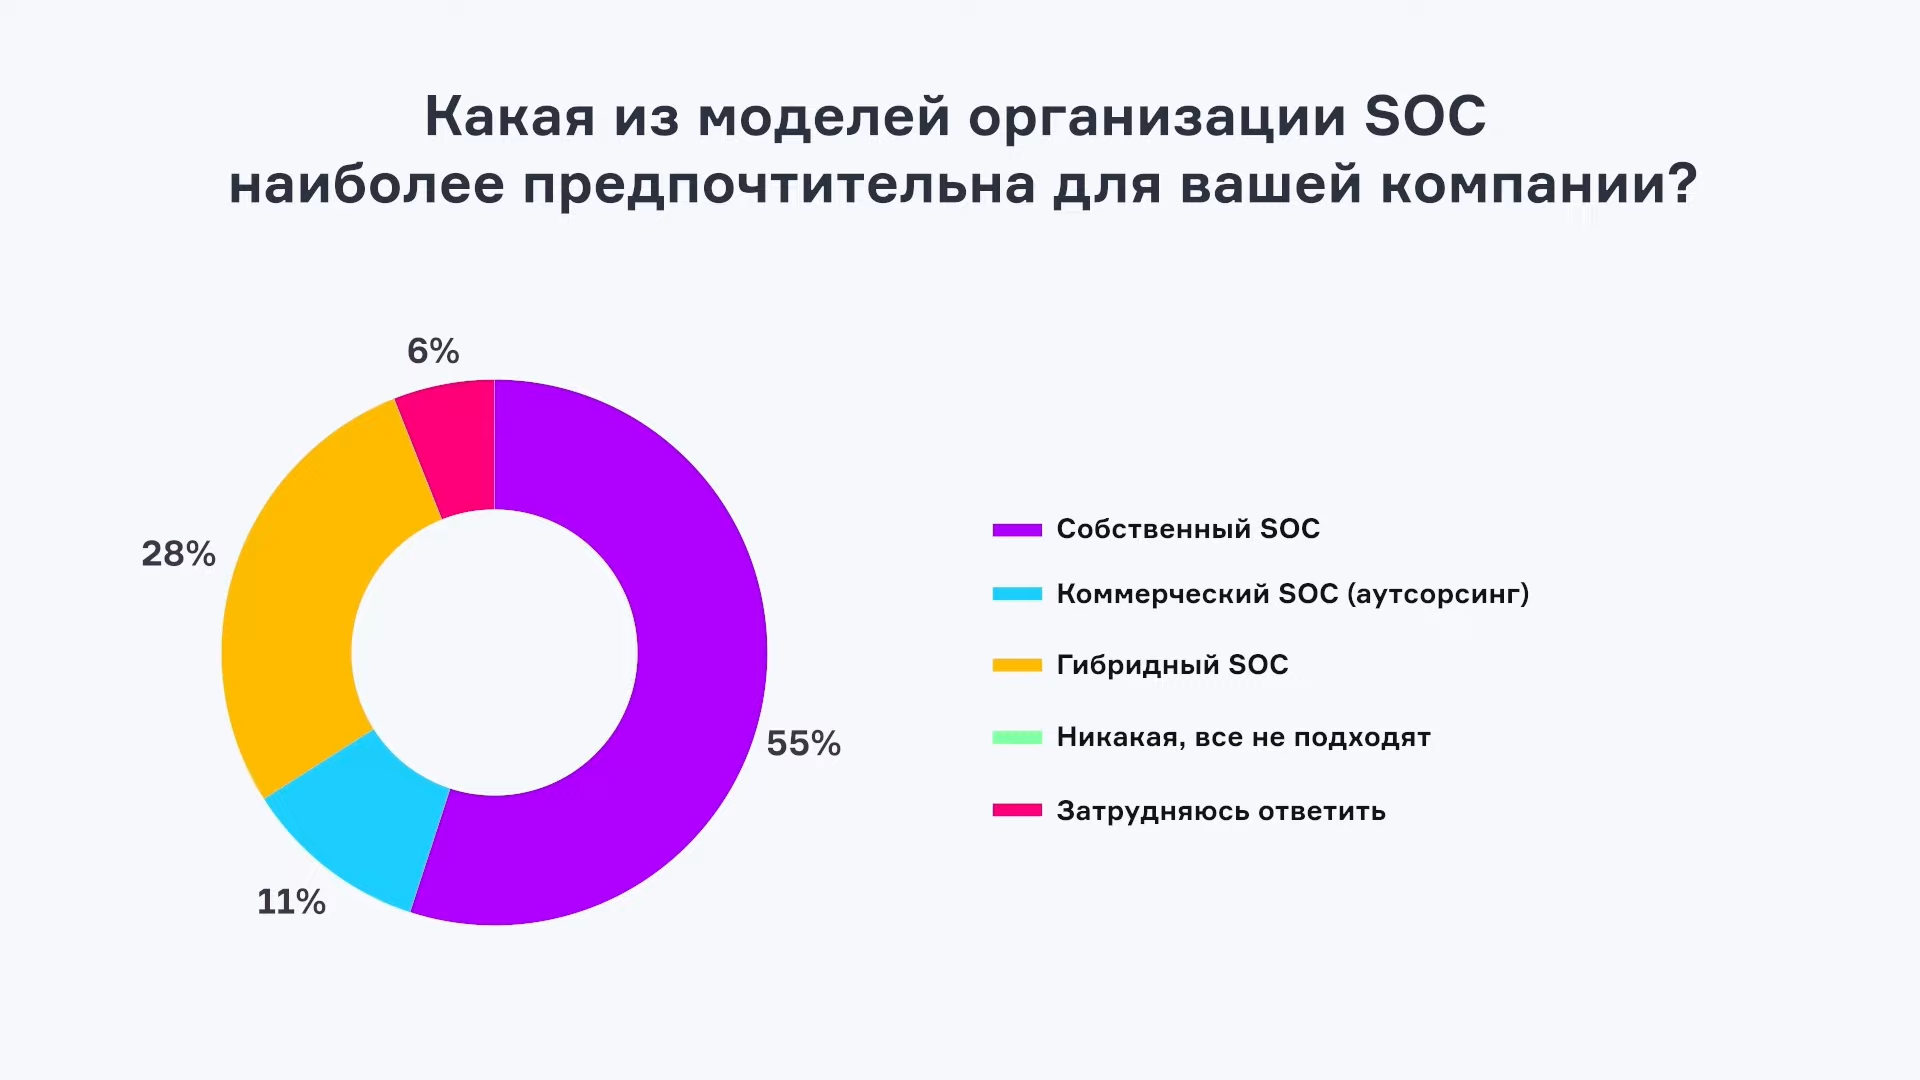 Какая из моделей организации SOC
наиболее предпочтительна для вашей компании?
6%
28%
55%
11%
Собственный SOC
Коммерческий SOC (аутсорсинг)
Гибридный SOC
Никакая, все не подходят
Затрудняюсь ответить